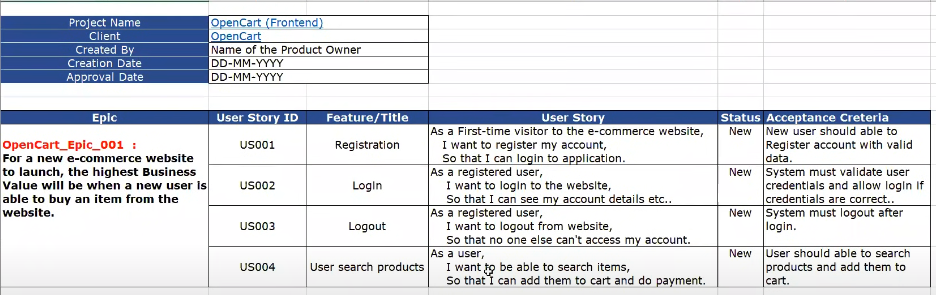 Project Name OpenCart (Frontend)
Client OpenCart
Created By Name of the Product Owner
Creation Date DD-MM-YYYY
Approval Date DD-MM-YYYY
Epic User Story ID Feature/Title User Story Status Acceptance Creteria
OpenCart_Epic_001 :
For a new e-commerce website
to launch, the highest Business
Value will be when a new user is
able to buy an item from the
website.
US001
Registration
As a First-time visitor to the e-commerce website,
I want to register my account,
So that I can login to application.
New
New user should able to
Register account with valid
data.
US002
Login
As a registered user,
I want to login to the website,
So that I can see my account details etc..
New
System must validate user
credentials and allow login if
credentials are correct..
US003
Logout
As a registered user,
I want to logout from website,
So that no one else can't access my account.
New
System must logout after
login.
US004
User search products
As a user,
I want to be able to search items,
So that I can add them to cart and do payment.
New
User should able to search
products and add them to
cart.